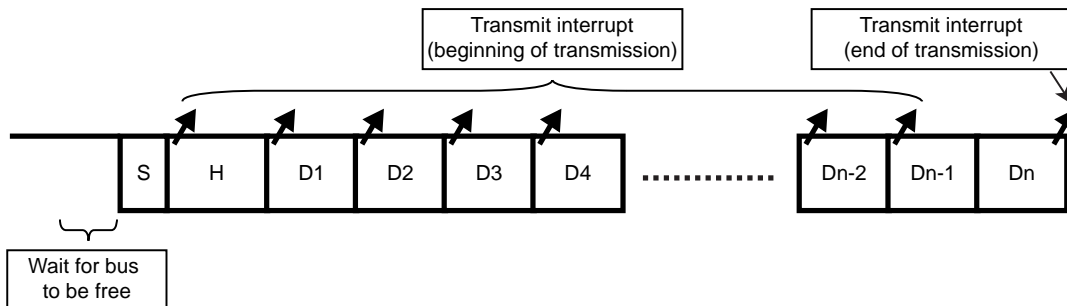 Transmit interrupt
(beginning of transmission)
Transmit interrupt
(end of transmission)
S H D1 D2 D3 D4 Dn-2 Dn-1 Dn
Wait for bus
to be free